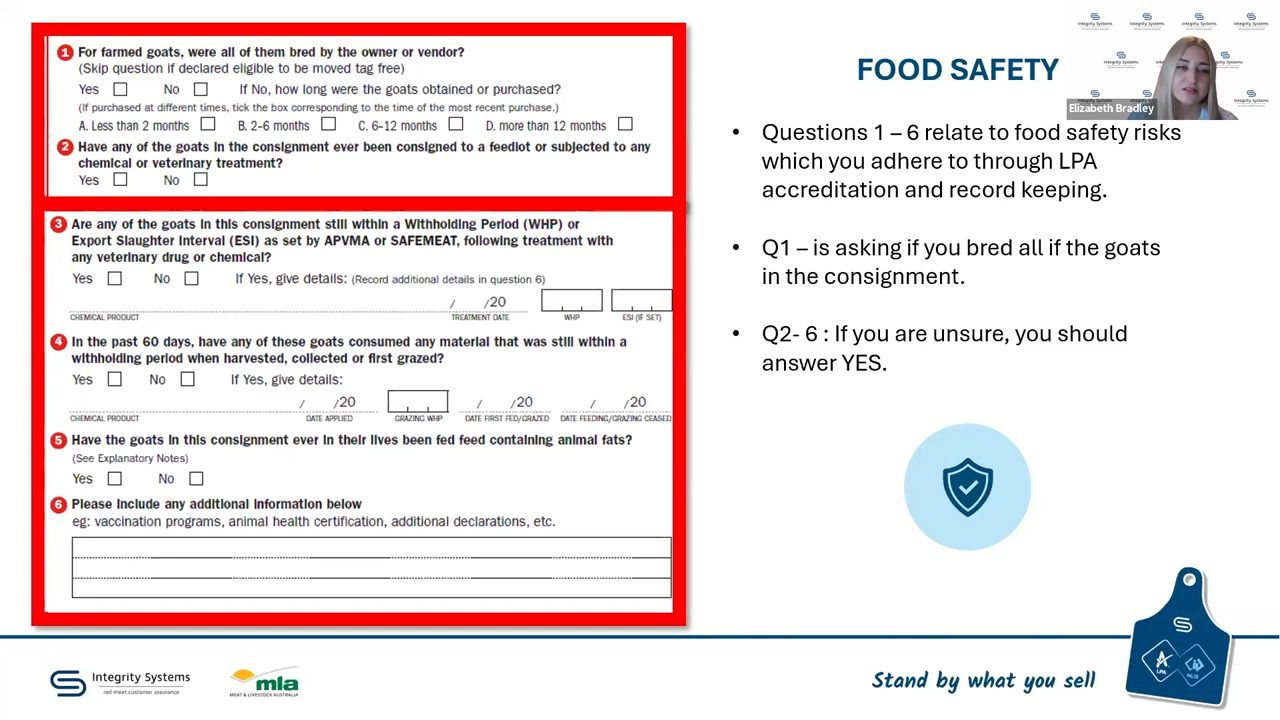 1 For farmed goats, were all of them bred by the owner or vendor?
(Skip question if declared eligible to be moved tag free)
Yes No If No, how long were the goats obtained or purchased?
(If purchased at different times, tick the box corresponding to the time of the most recent purchase.)
A. Less than 2 months B. 2–6 months C. 6–12 months D. more than 12 months
2 Have any of the goats in the consignment ever been consigned to a feedlot or subjected to any
chemical or veterinary treatment?
Yes No
3 Are any of the goats in this consignment still within a Withholding Period (WHP) or
Export Slaughter Interval (ESI) as set by APVMA or SAFEMEAT, following treatment with
any veterinary drug or chemical?
Yes No If Yes, give details: (Record additional details in question 6)
/ /20
CHEMICAL PRODUCT TREATMENT DATE WHP ESI (IF SET)
4 In the past 60 days, have any of these goats consumed any material that was still within a
withholding period when harvested, collected or first grazed?
Yes No If Yes, give details:
/ /20 / /20 / /20
CHEMICAL PRODUCT DATE APPLIED GRAZING WHP DATE FIRST FED/GRAZED DATE FEEDING/GRAZING CEASED
5 Have the goats in this consignment ever in their lives been fed feed containing animal fats?
(See Explanatory Notes)
Yes No
6 Please include any additional information below
eg: vaccination programs, animal health certification, additional declarations, etc.
FOOD SAFETY
• Questions 1 – 6 relate to food safety risks
which you adhere to through LPA
accreditation and record keeping.
• Q1 – is asking if you bred all if the goats
in the consignment.
• Q2- 6 : If you are unsure, you should
answer YES.
Integrity Systems
Elizabeth Bradley
Integrity Systems
red meat.customer assurance
mla
MEAT & LIVESTOCK AUSTRALIA
Stand by what you sell
LPA
NLIS